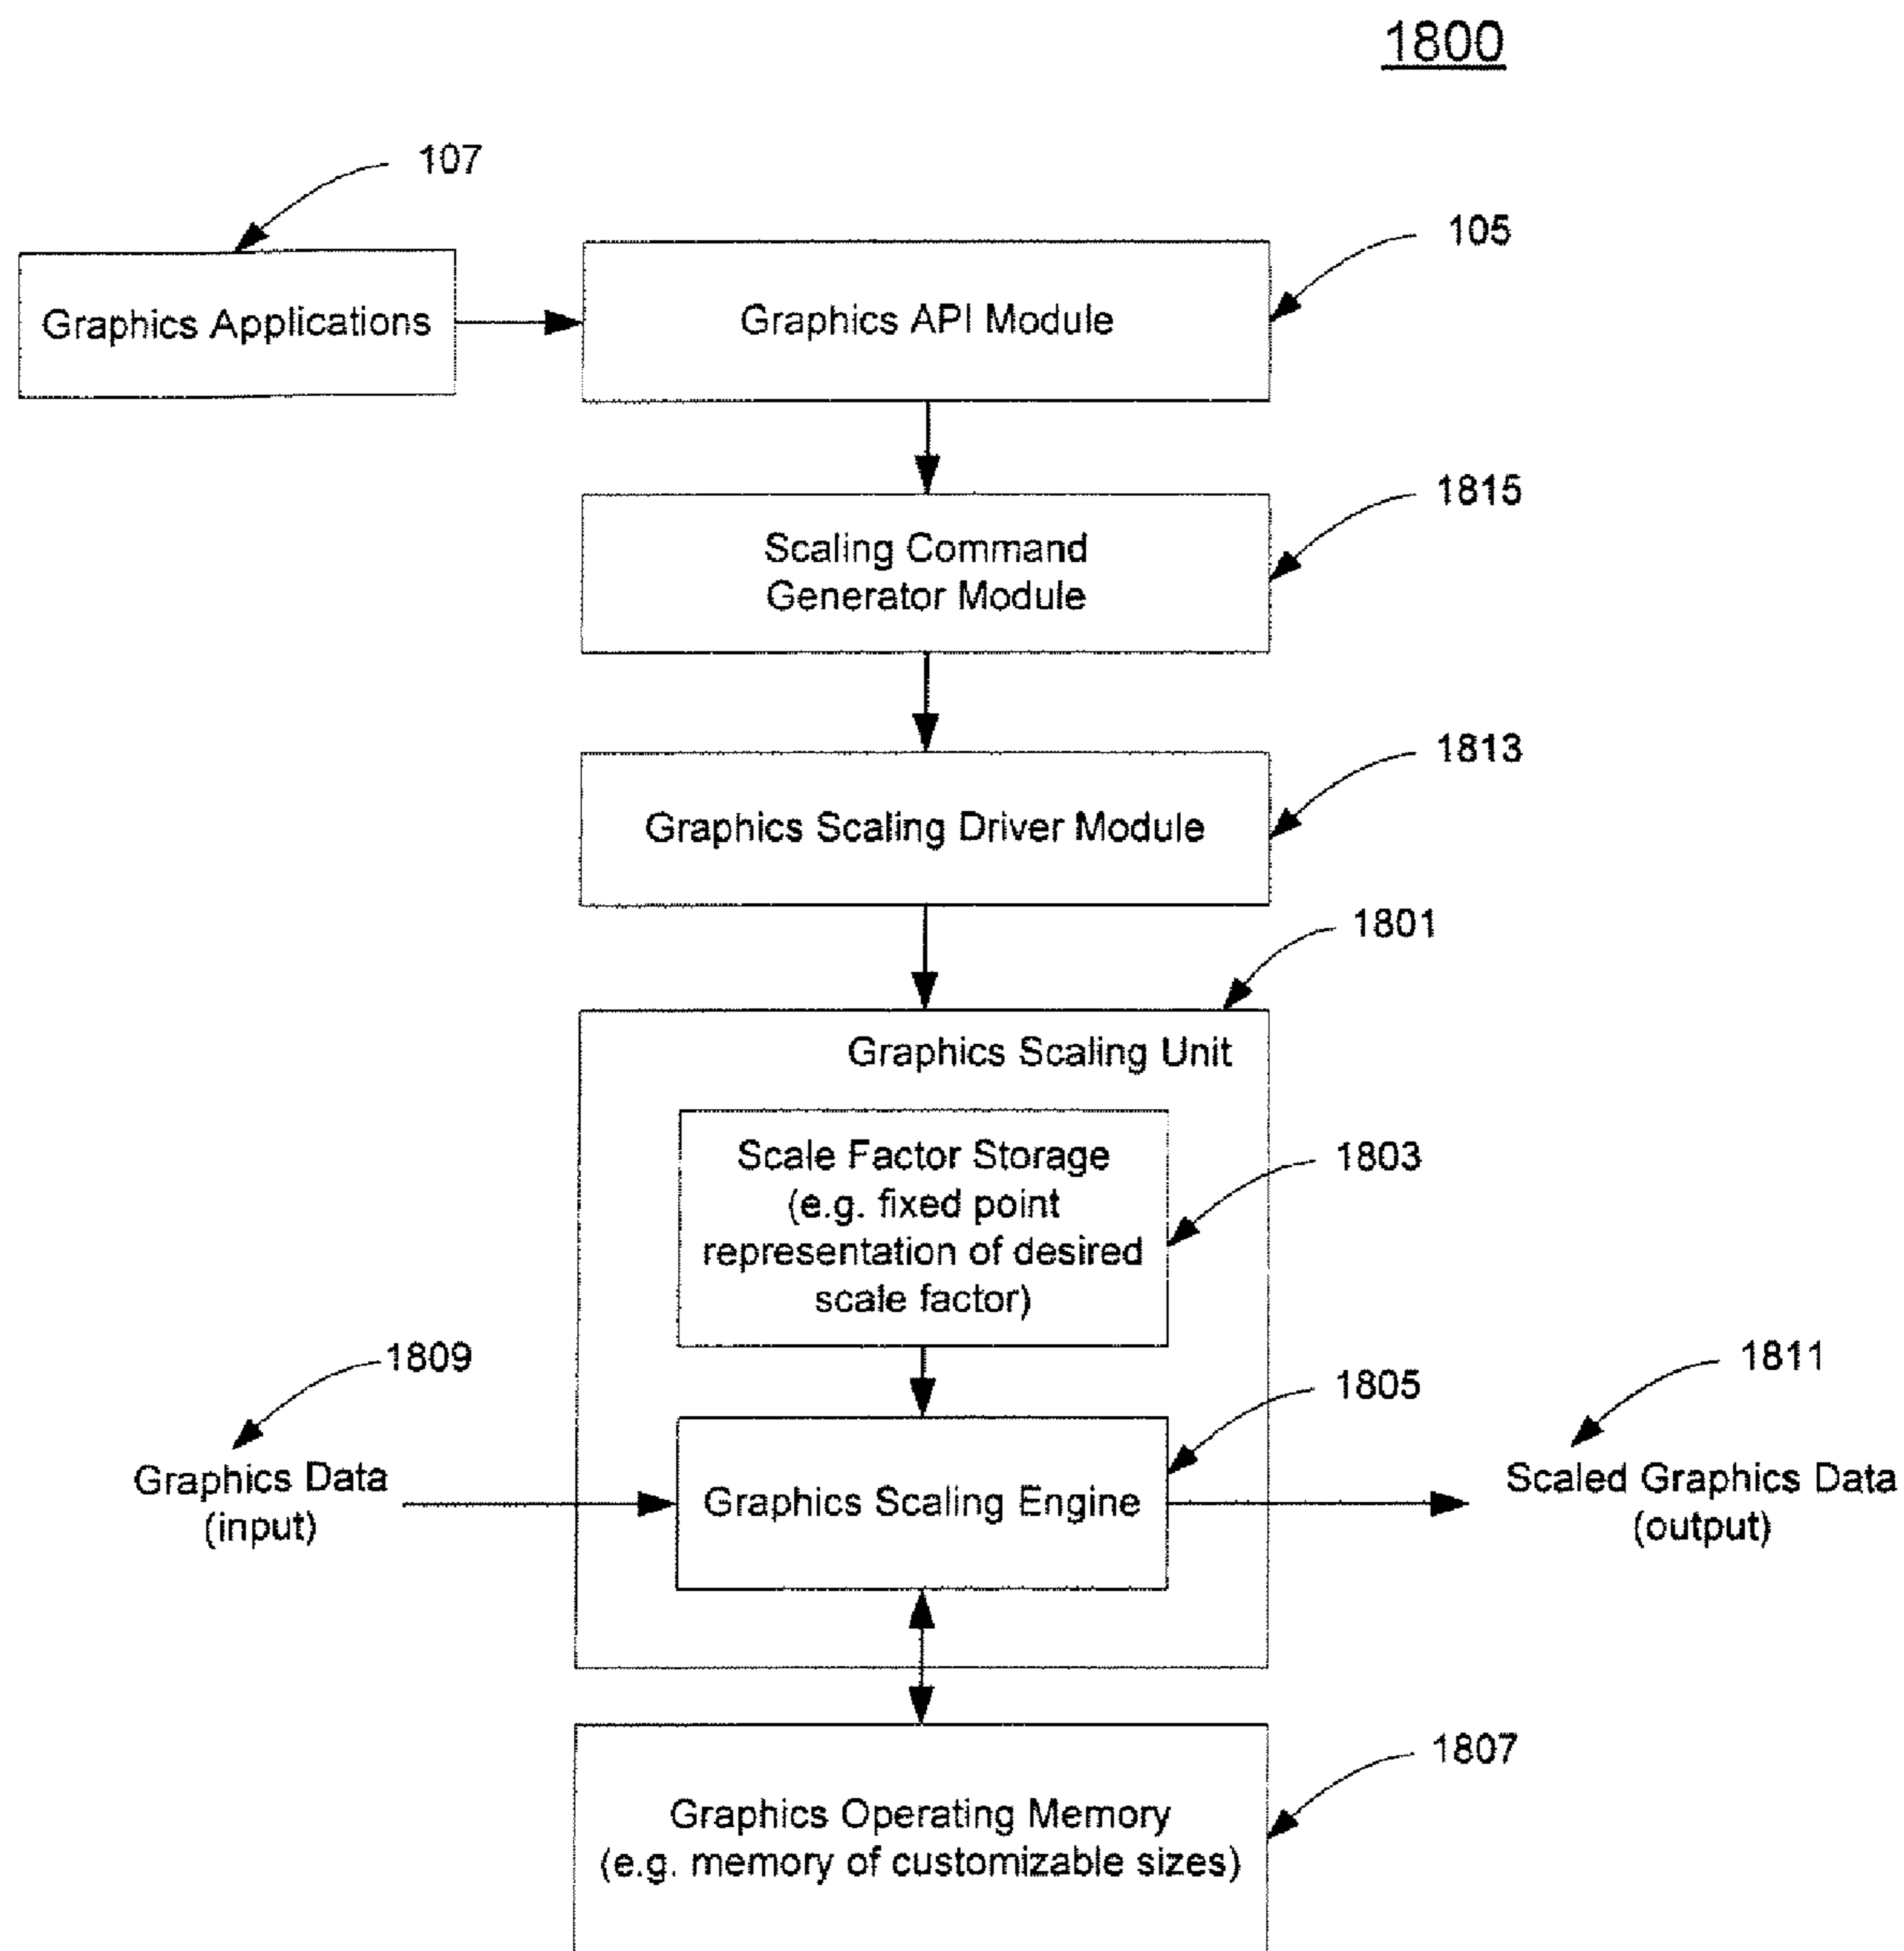 1800
107
105
Graphics Applications
Graphics API Module
1815
Scaling Command
Generator Module
1813
Graphics Scaling Driver Module
1801
Graphics Scaling Unit
Scale Factor Storage
(e.g. fixed point
representation of desired
scale factor)
1803
1809
1805
1811
Graphics Data
(input)
Graphics Scaling Engine
Scaled Graphics Data
(output)
1807
Graphics Operating Memory
(e.g. memory of customizable sizes)